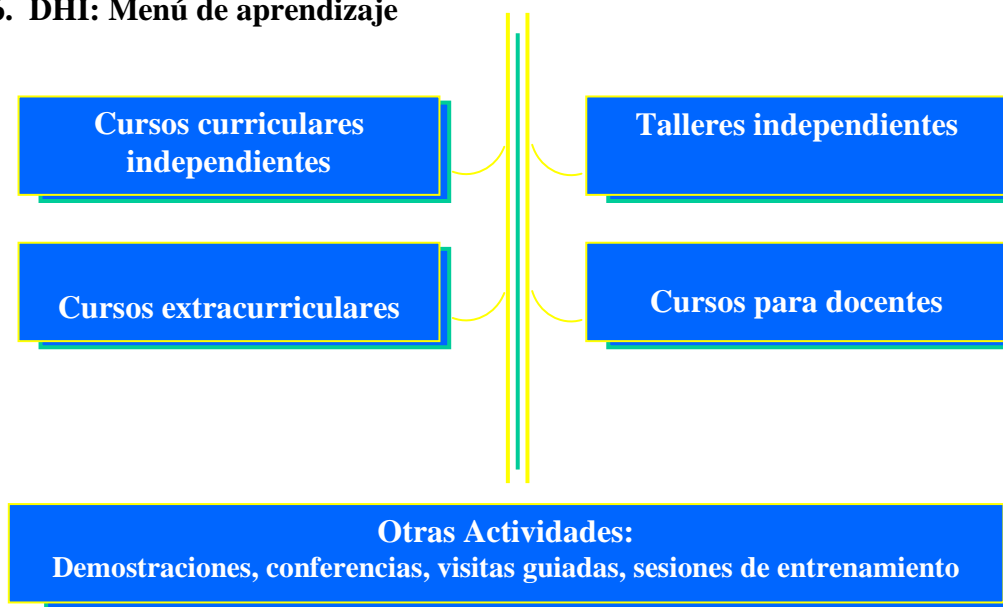 6. DHI: Menú de aprendizaje
Cursos curriculares
independientes
Talleres independientes
Cursos extracurriculares
Cursos para docentes
Otras Actividades:
Demostraciones, conferencias, visitas guiadas, sesiones de entrenamiento